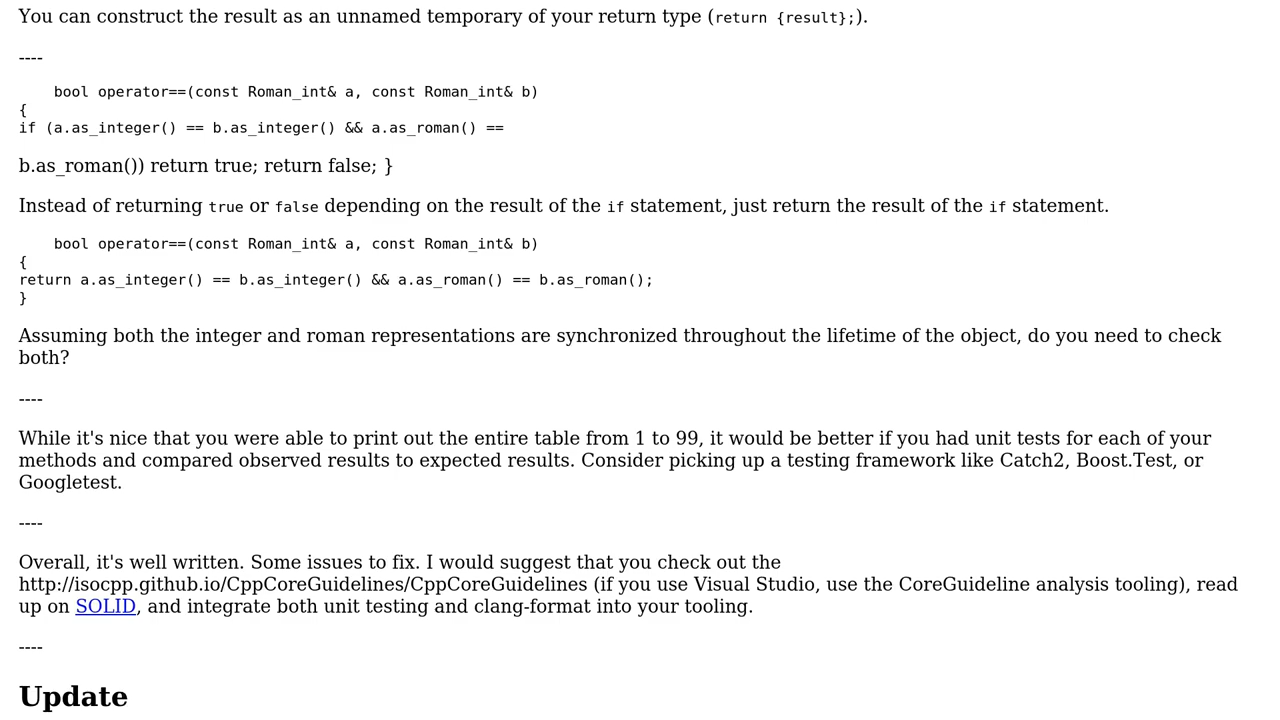 You can construct the result as an unnamed temporary of your return type (return {result};).
----
bool operator==(const Roman_int& a, const Roman_int& b)
{
if (a.as_integer() == b.as_integer() && a.as_roman() ==
b.as_roman()) return true; return false; }
Instead of returning true or false depending on the result of the if statement, just return the result of the if statement.
bool operator==(const Roman_int& a, const Roman_int& b)
{
return a.as_integer() == b.as_integer() && a.as_roman() == b.as_roman();
}
Assuming both the integer and roman representations are synchronized throughout the lifetime of the object, do you need to check
both?
----
While it's nice that you were able to print out the entire table from 1 to 99, it would be better if you had unit tests for each of your
methods and compared observed results to expected results. Consider picking up a testing framework like Catch2, Boost.Test, or
Googletest.
----
Overall, it's well written. Some issues to fix. I would suggest that you check out the
http://isocpp.github.io/CppCoreGuidelines/CppCoreGuidelines (if you use Visual Studio, use the CoreGuideline analysis tooling), read
up on SOLID, and integrate both unit testing and clang-format into your tooling.
----
Update